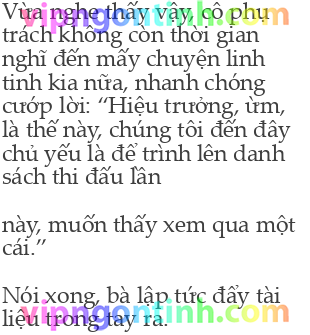 Vừa nghe thấy vậy, cô phụ
trách không còn thời gian
nghĩ đến mấy chuyện linh
tinh kia nữa, nhanh chóng
cướp lời: “Hiệu trưởng, ừm,
là thế này, chúng tôi đến đây
chủ yếu là để trình lên danh
sách thi đấu lần
này, muốn thấy xem qua một
cái.”
Nói xong, bà lập tức đẩy tài
liệu trong tay ra.
vipngontinh.com
vipngontinh.com